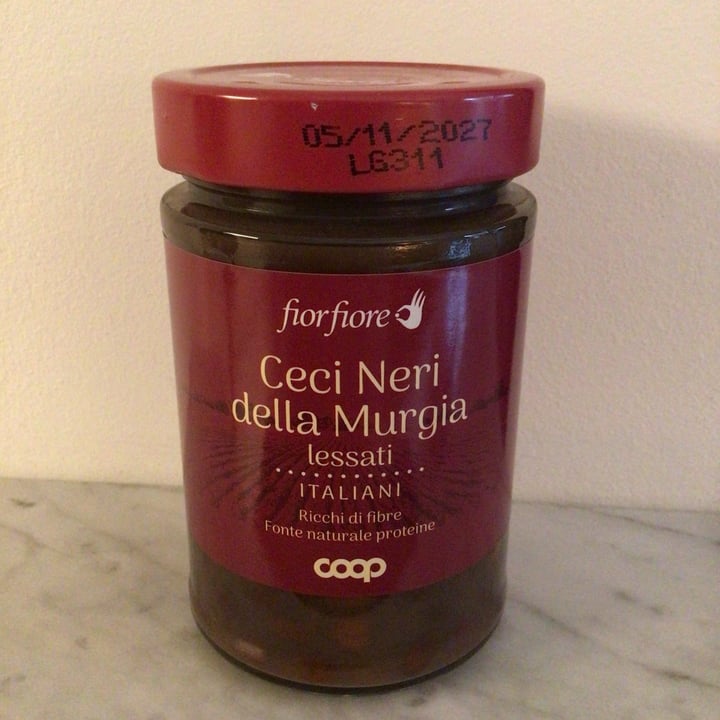 05/11/2027
LG311
fiorfiore
Ceci Neri
della Murgia
lessati
ITALIANI
Ricchi di fibre
Fonte naturale proteine
coop